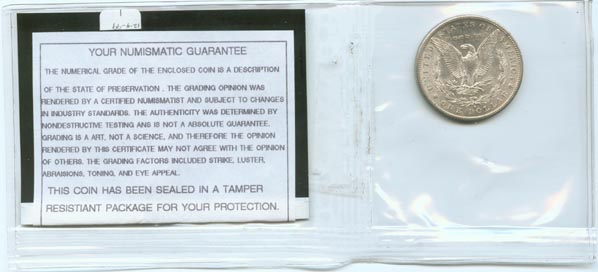 YOUR NUMISMATIC GUARANTEE
THE NUMERICAL GRADE OF THE ENCLOSED COIN IS A DESCRIPTION
OF THE STATE OF PRESERVATION . THE GRADING OPINION WAS
RENDERED BY A CERTIFIED NUMISMATIST AND SUBJECT TO CHANGES
IN INDUSTRY STANDARDS. THE AUTHENTICITY WAS DETERMINED BY
NONDESTRUCTIVE TESTING AND IS NOT A ABSOLUTE GUARANTEE.
GRADING IS A ART, NOT A SCIENCE, AND THEREFORE THE OPINION
RENDERED BY THIS CERTIFICATE MAY NOT AGREE WITH THE OPINION
OF OTHERS. THE GRADING FACTORS INCLUDED STRIKE, LUSTER,
ABRAISIONS, TONING, AND EYE APPEAL.
THIS COIN HAS BEEN SEALED IN A TAMPER
RESISTIANT PACKAGE FOR YOUR PROTECTION.